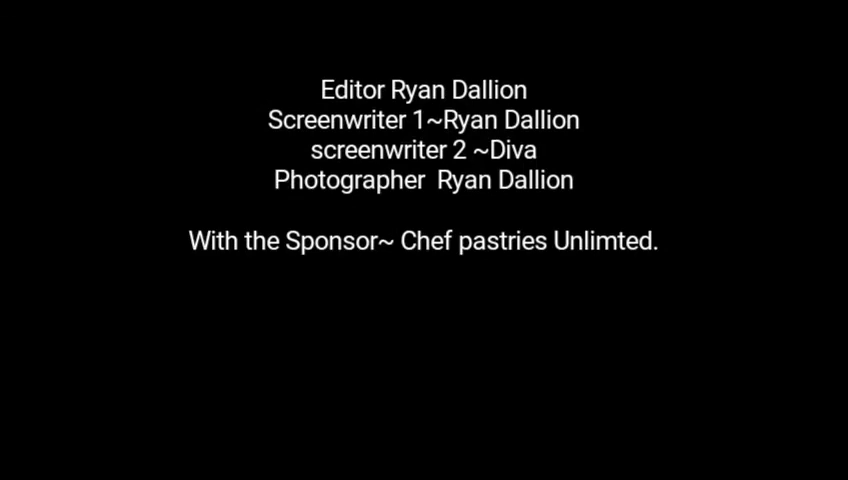 Editor Ryan Dallion
Screenwriter 1~Ryan Dallion
screenwriter 2 ~Diva
Photographer  Ryan Dallion
With the Sponsor~ Chef pastries Unlimted.